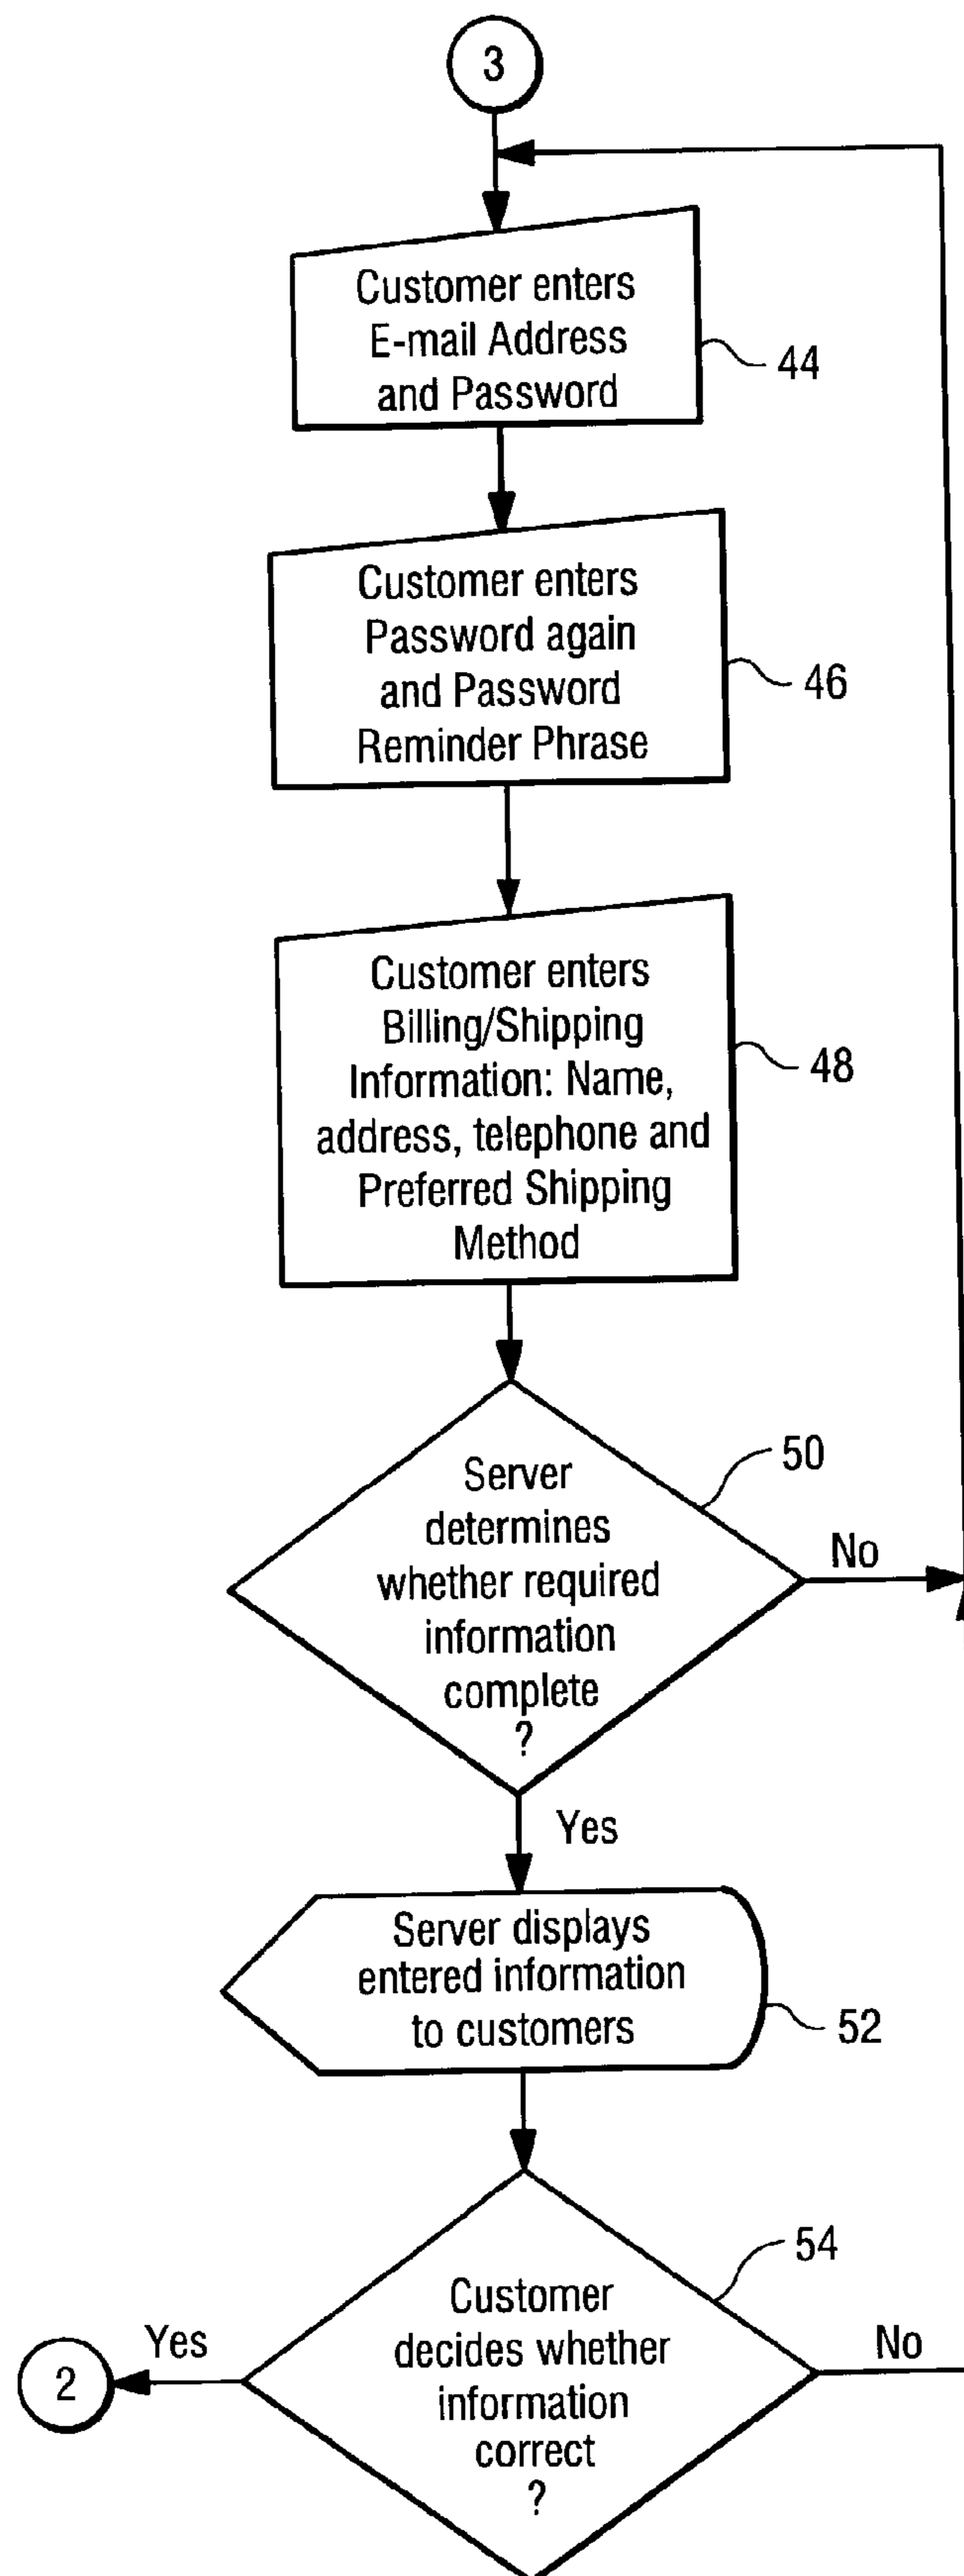 3
Customer enters
E-mail Address
and Password
44
Customer enters
Password again
and Password
Reminder Phrase
46
Customer enters
Billing/Shipping
Information: Name,
address, telephone and
Preferred Shipping
Method
48
Server
determines
whether required
information
complete
?
50
No
Yes
Server displays
entered information
to customers
52
Customer
decides whether
information
correct
?
54
Yes
No
2